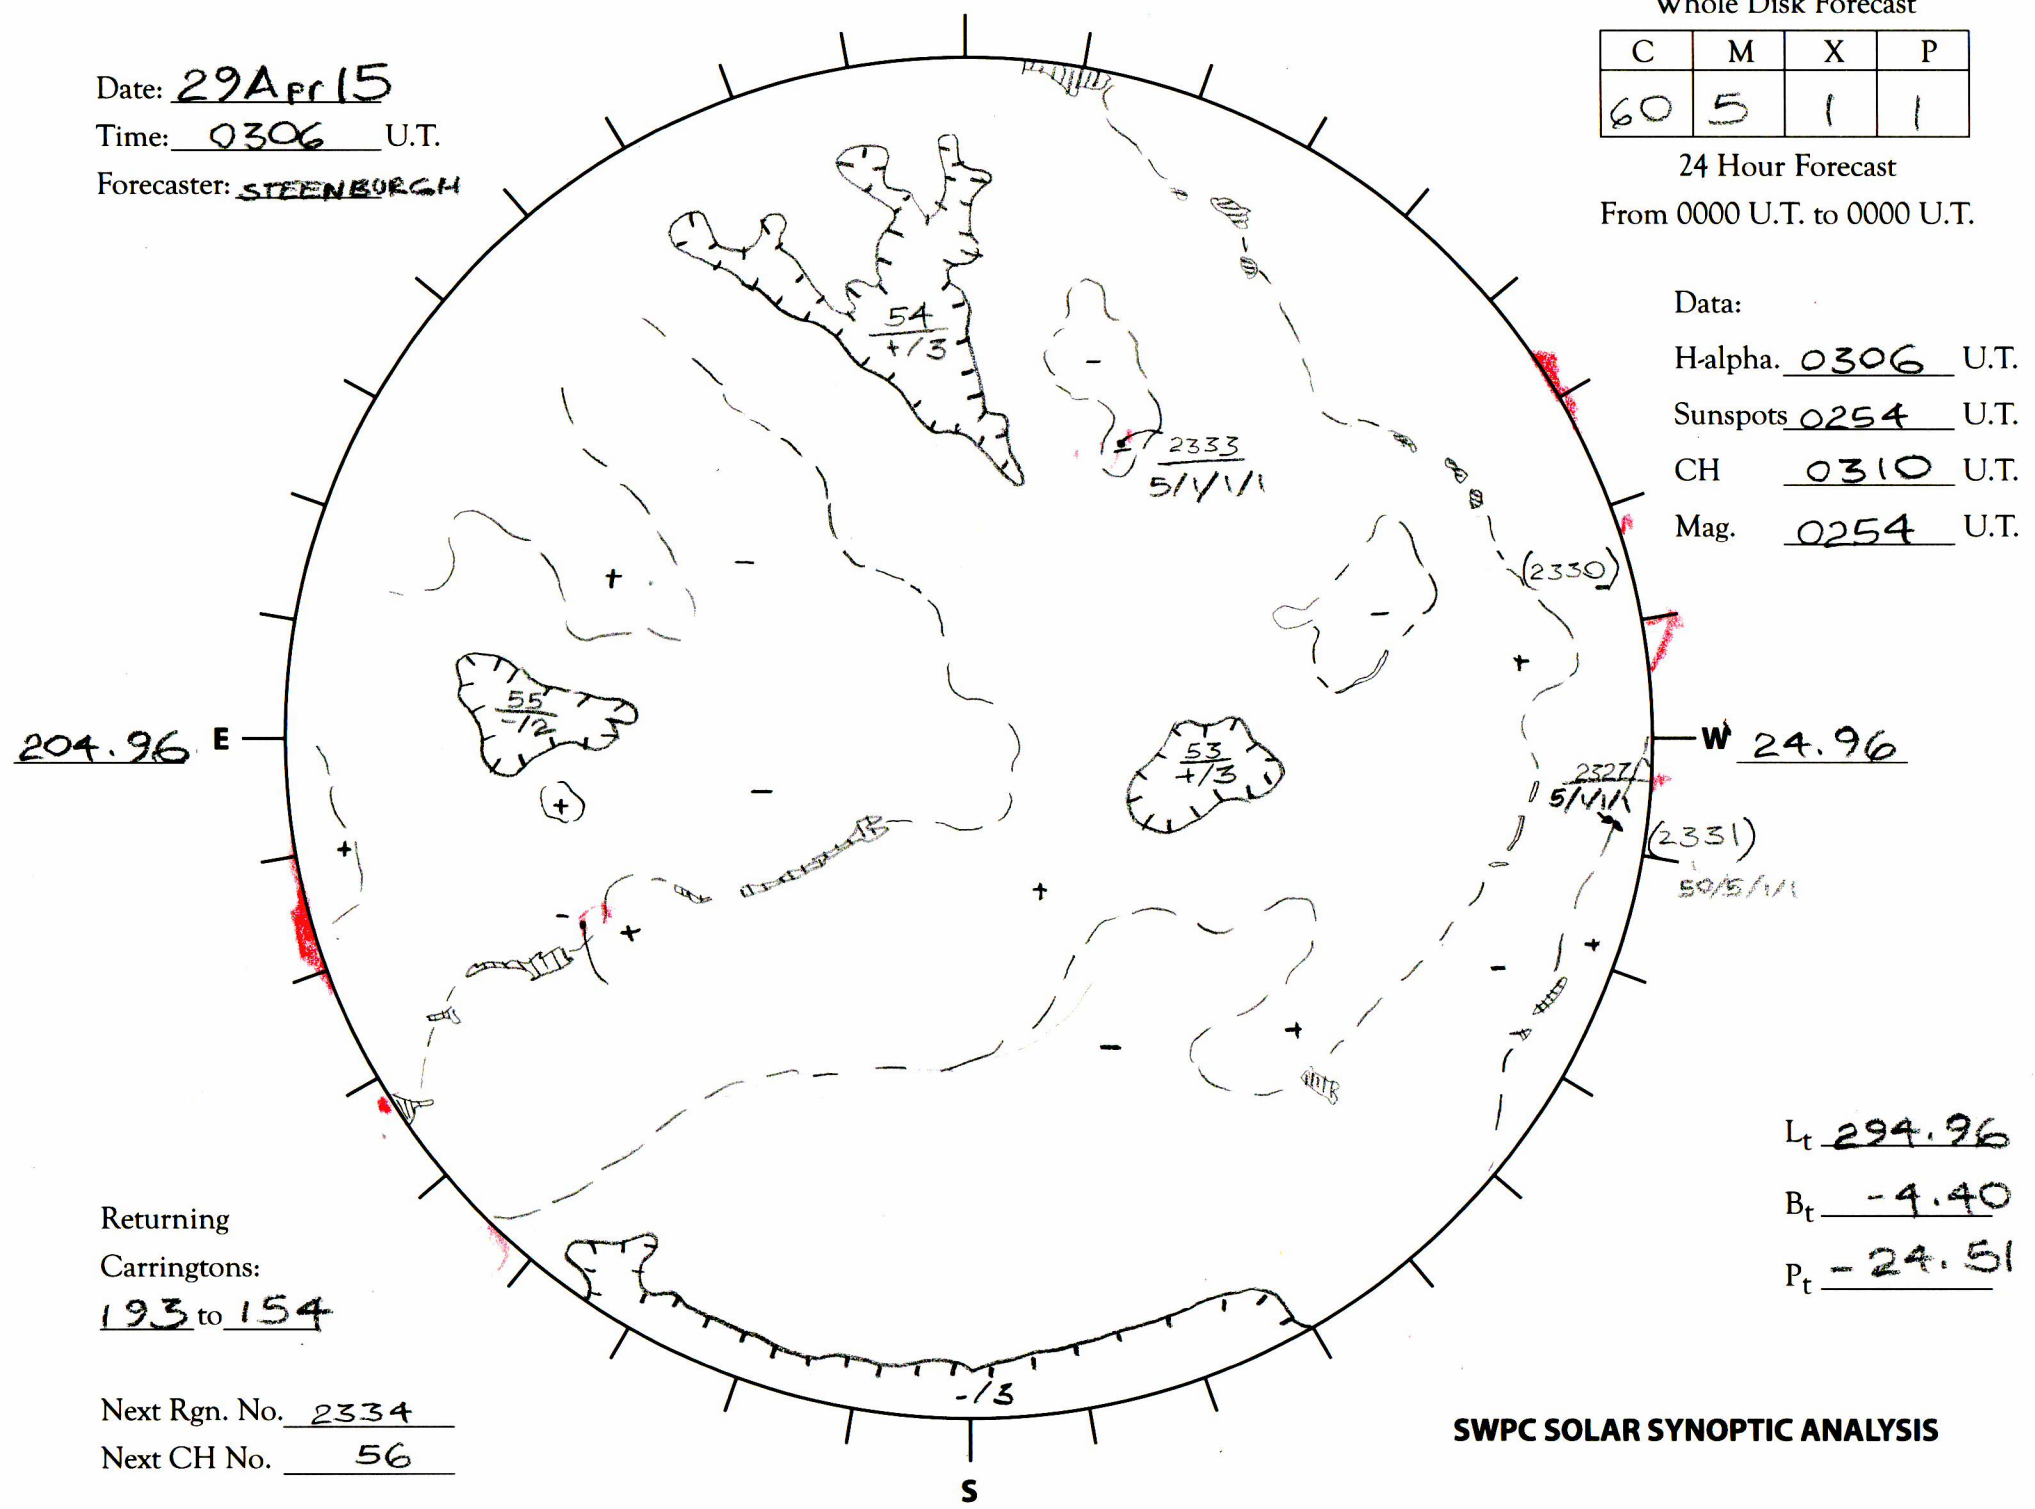 Whole Disk Forecast
C M X P
60 5 1 1
24 Hour Forecast
From 0000 U.T. to 0000 U.T.
Date: 29Apr15
Time: 0306 U.T.
Forecaster: STEENBURGH
Data:
H-alpha. 0306 U.T.
Sunspots 0254 U.T.
CH 0310 U.T.
Mag. 0254 U.T.
54
+/3
-
2333
5/1/1/1
(2330)
+
-
-
+
55
-/2
53
+/3
204.96 E
W 24.96
2327
5/1/1/1
(2331)
50/5/1/1
+
-
+
+
-
+
+
-
+
-
Lt 294.96
Bt -4.40
Pt -24.51
Returning
Carringtons:
193 to 154
-/3
Next Rgn. No. 2334
Next CH No. 56
SWPC SOLAR SYNOPTIC ANALYSIS
S